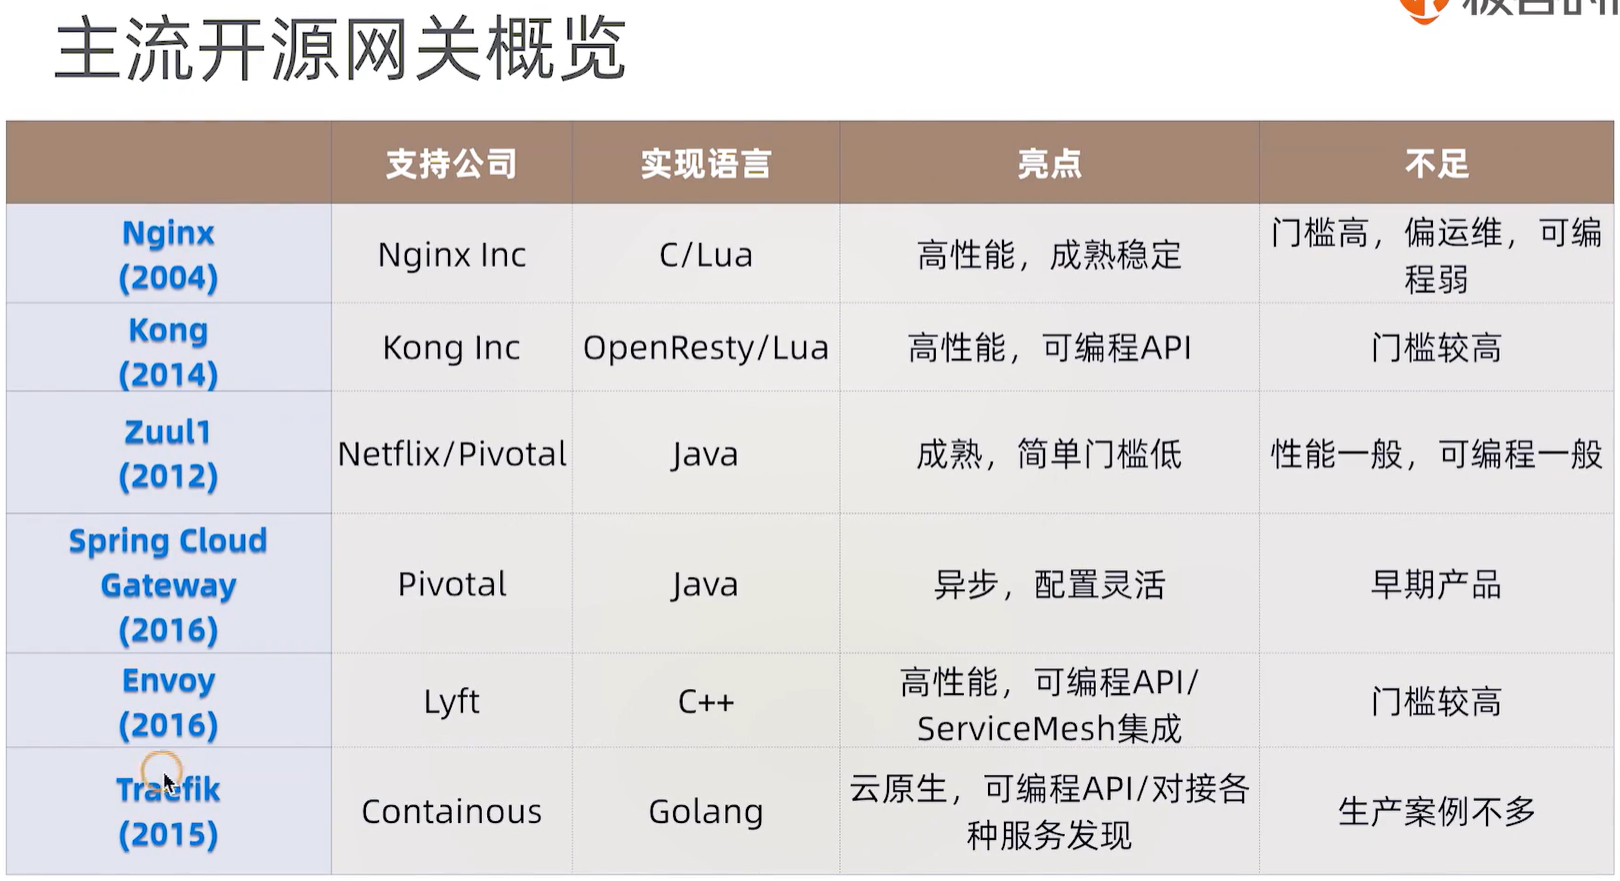 主流开源网关概览
支持公司 实现语言 亮点 不足
Nginx
(2004)
Nginx Inc
C/Lua
高性能，成熟稳定
门槛高，偏运维，可编
程弱
Kong
(2014)
Kong Inc
OpenResty/Lua
高性能，可编程API
门槛较高
Zuul1
(2012)
Netflix/Pivotal
Java
成熟，简单门槛低
性能一般，可编程一般
Spring Cloud
Gateway
(2016)
Pivotal
Java
异步，配置灵活
早期产品
Envoy
(2016)
Lyft
C++
高性能，可编程API/
ServiceMesh集成
门槛较高
Traefik
(2015)
Containous
Golang
云原生，可编程API/对接各
种服务发现
生产案例不多